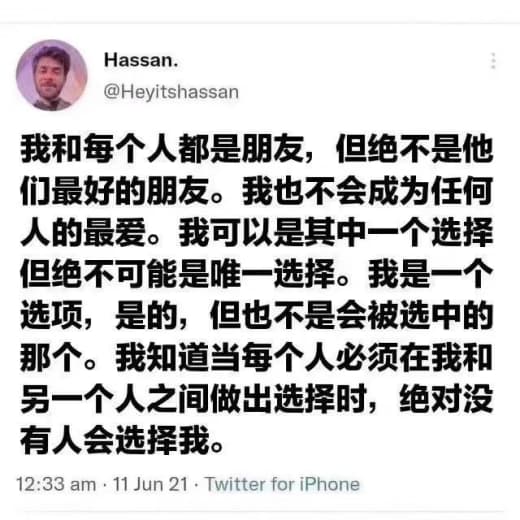 Hassan.
@Heyitshassan
我和每个人都是朋友，但绝不是他
们最好的朋友。我也不会成为任何
人的最爱。我可以是其中一个选择
但绝不可能是唯一选择。我是一个
选项，是的，但也不是会被选中的
那个。我知道当每个人必须在我和
另一个人之间做出选择时，绝对没
有人会选择我。
12:33 am · 11 Jun 21 · Twitter for iPhone